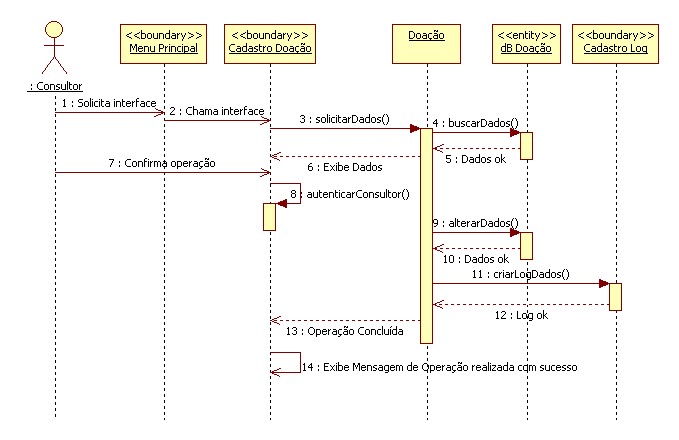 <<boundary>>
Menu Principal
<<boundary>>
Cadastro Doação
Doação
<<entity>>
dB Doação
<<boundary>>
Cadastro Log
: Consultor
1 : Solicita interface
2 : Chama interface
3 : solicitarDados()
4 : buscarDados()
5 : Dados ok
6 : Exibe Dados
7 : Confirma operação
8 : autenticarConsultor()
9 : alterarDados()
10 : Dados ok
11 : criarLogDados()
12 : Log ok
13 : Operação Concluída
14 : Exibe Mensagem de Operação realizada com sucesso